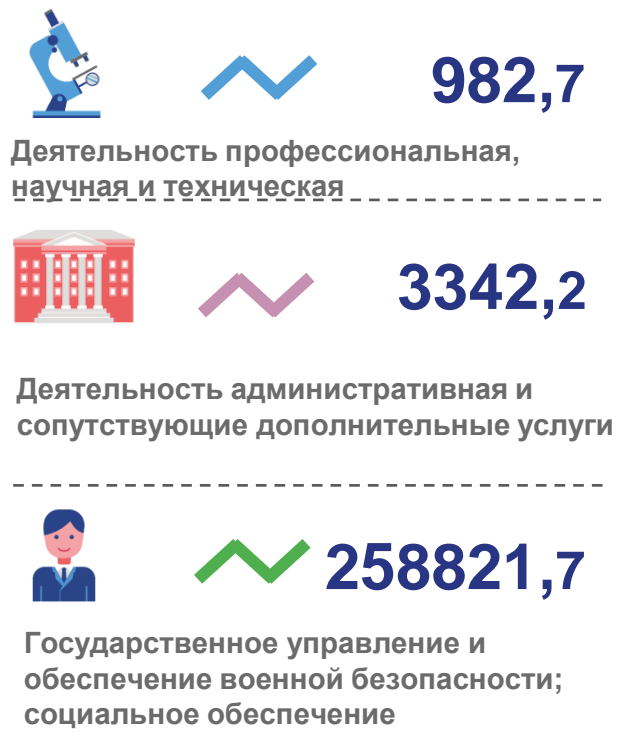 982,7
Деятельность профессиональная,
научная и техническая
3342,2
Деятельность административная и
сопутствующие дополнительные услуги
258821,7
Государственное управление и
обеспечение военной безопасности;
социальное обеспечение